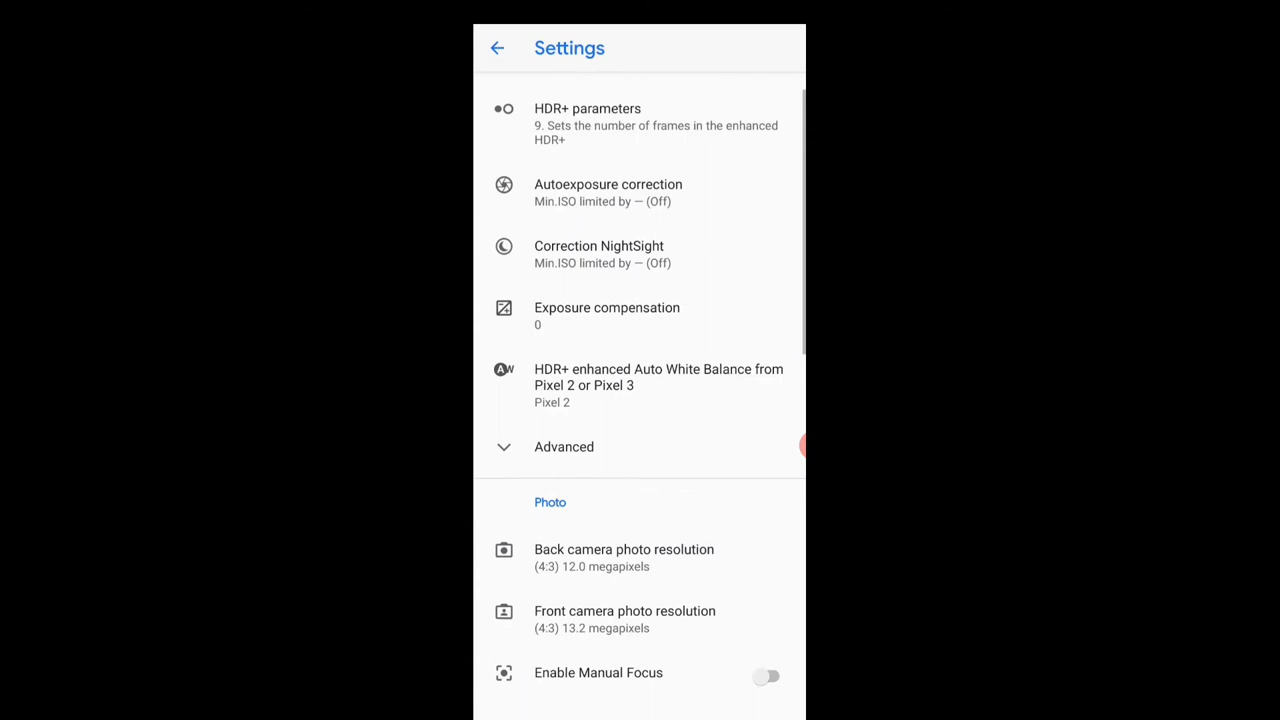 Settings
HDR+ parameters
9. Sets the number of frames in the enhanced
HDR+
Autoexposure correction
Min.ISO limited by — (Off)
Correction NightSight
Min.ISO limited by — (Off)
Exposure compensation
0
AW
HDR+ enhanced Auto White Balance from
Pixel 2 or Pixel 3
Pixel 2
Advanced
Photo
Back camera photo resolution
(4:3) 12.0 megapixels
Front camera photo resolution
(4:3) 13.2 megapixels
Enable Manual Focus